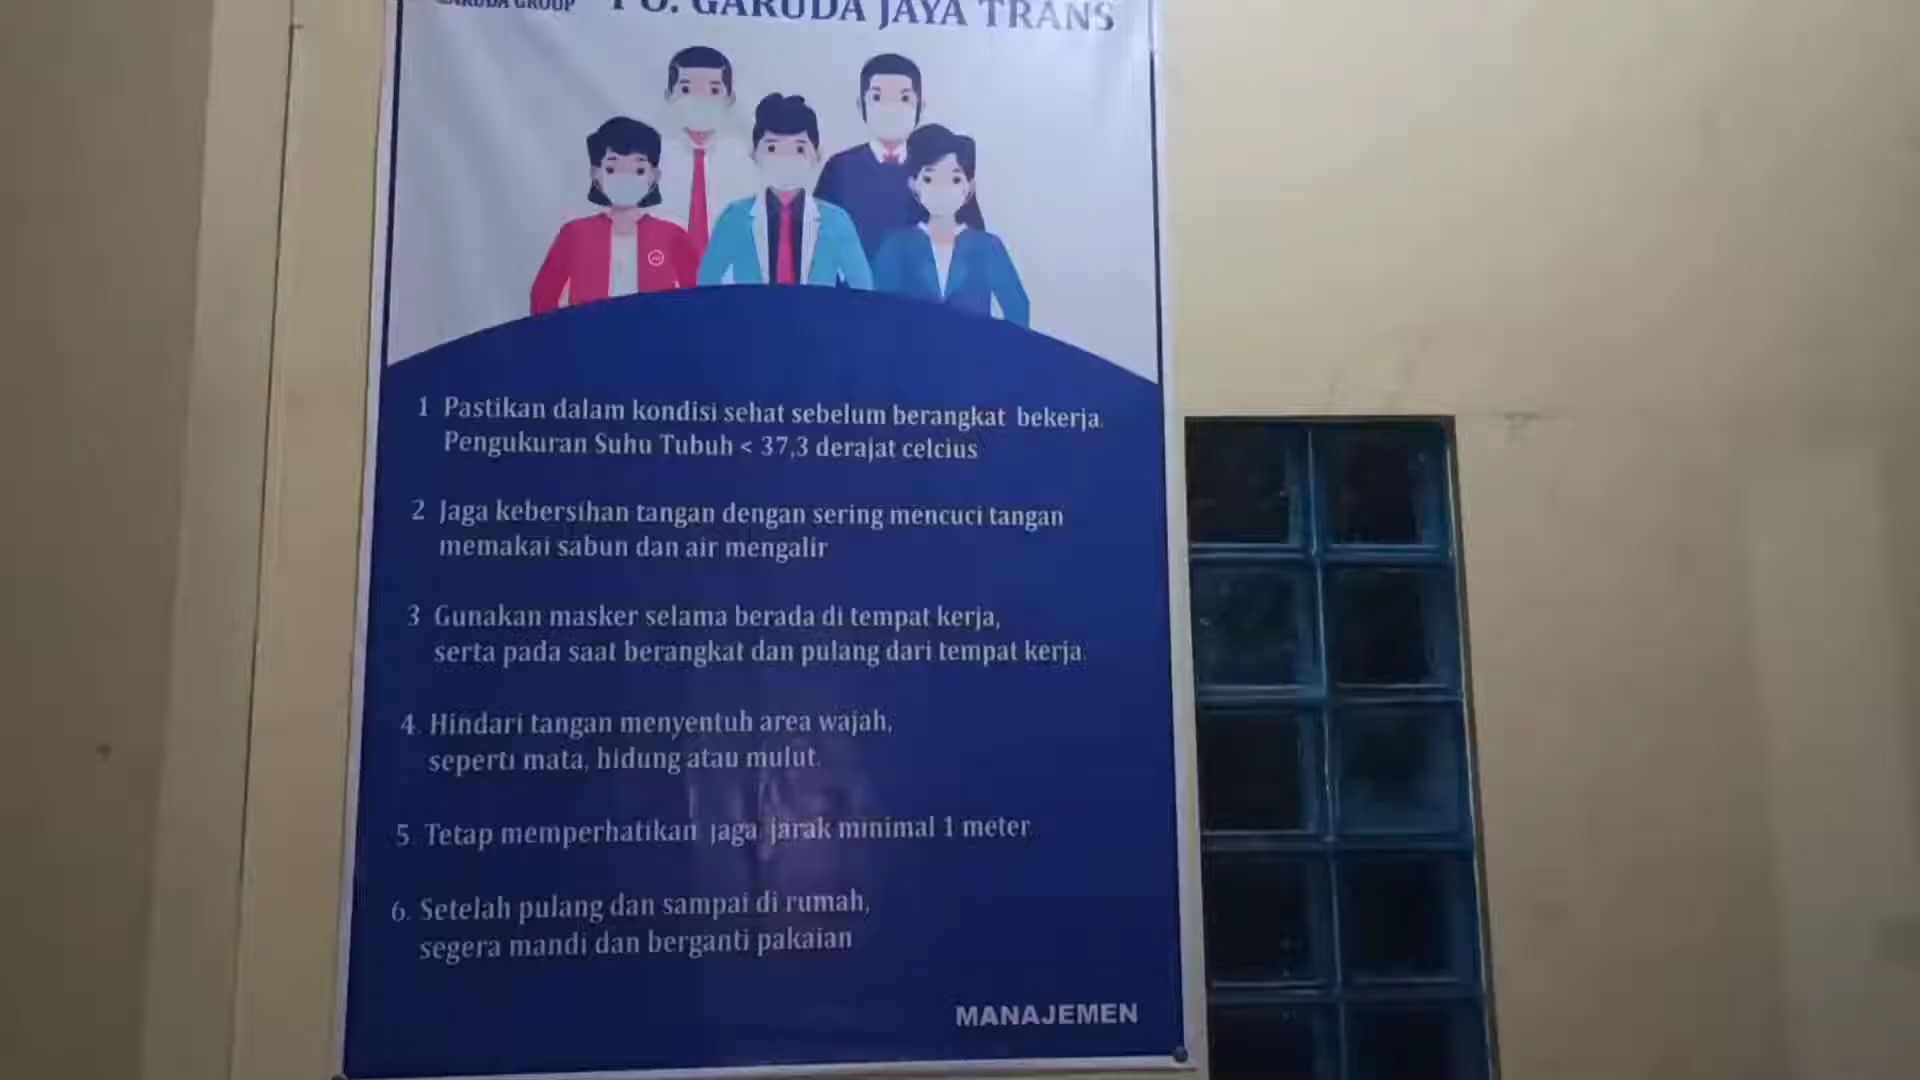 GARUDA GROUP
PO. GARUDA JAYA TRANS
1 Pastikan dalam kondisi sehat sebelum berangkat bekerja.
Pengukuran Suhu Tubuh < 37,3 derajat celcius
2 Jaga kebersihan tangan dengan sering mencuci tangan
memakai sabun dan air mengalir
3 Gunakan masker selama berada di tempat kerja,
serta pada saat berangkat dan pulang dari tempat kerja.
4. Hindari tangan menyentuh area wajah,
seperti mata, hidung atau mulut.
5. Tetap memperhatikan jaga jarak minimal 1 meter
6. Setelah pulang dan sampai di rumah,
segera mandi dan berganti pakaian
MANAJEMEN